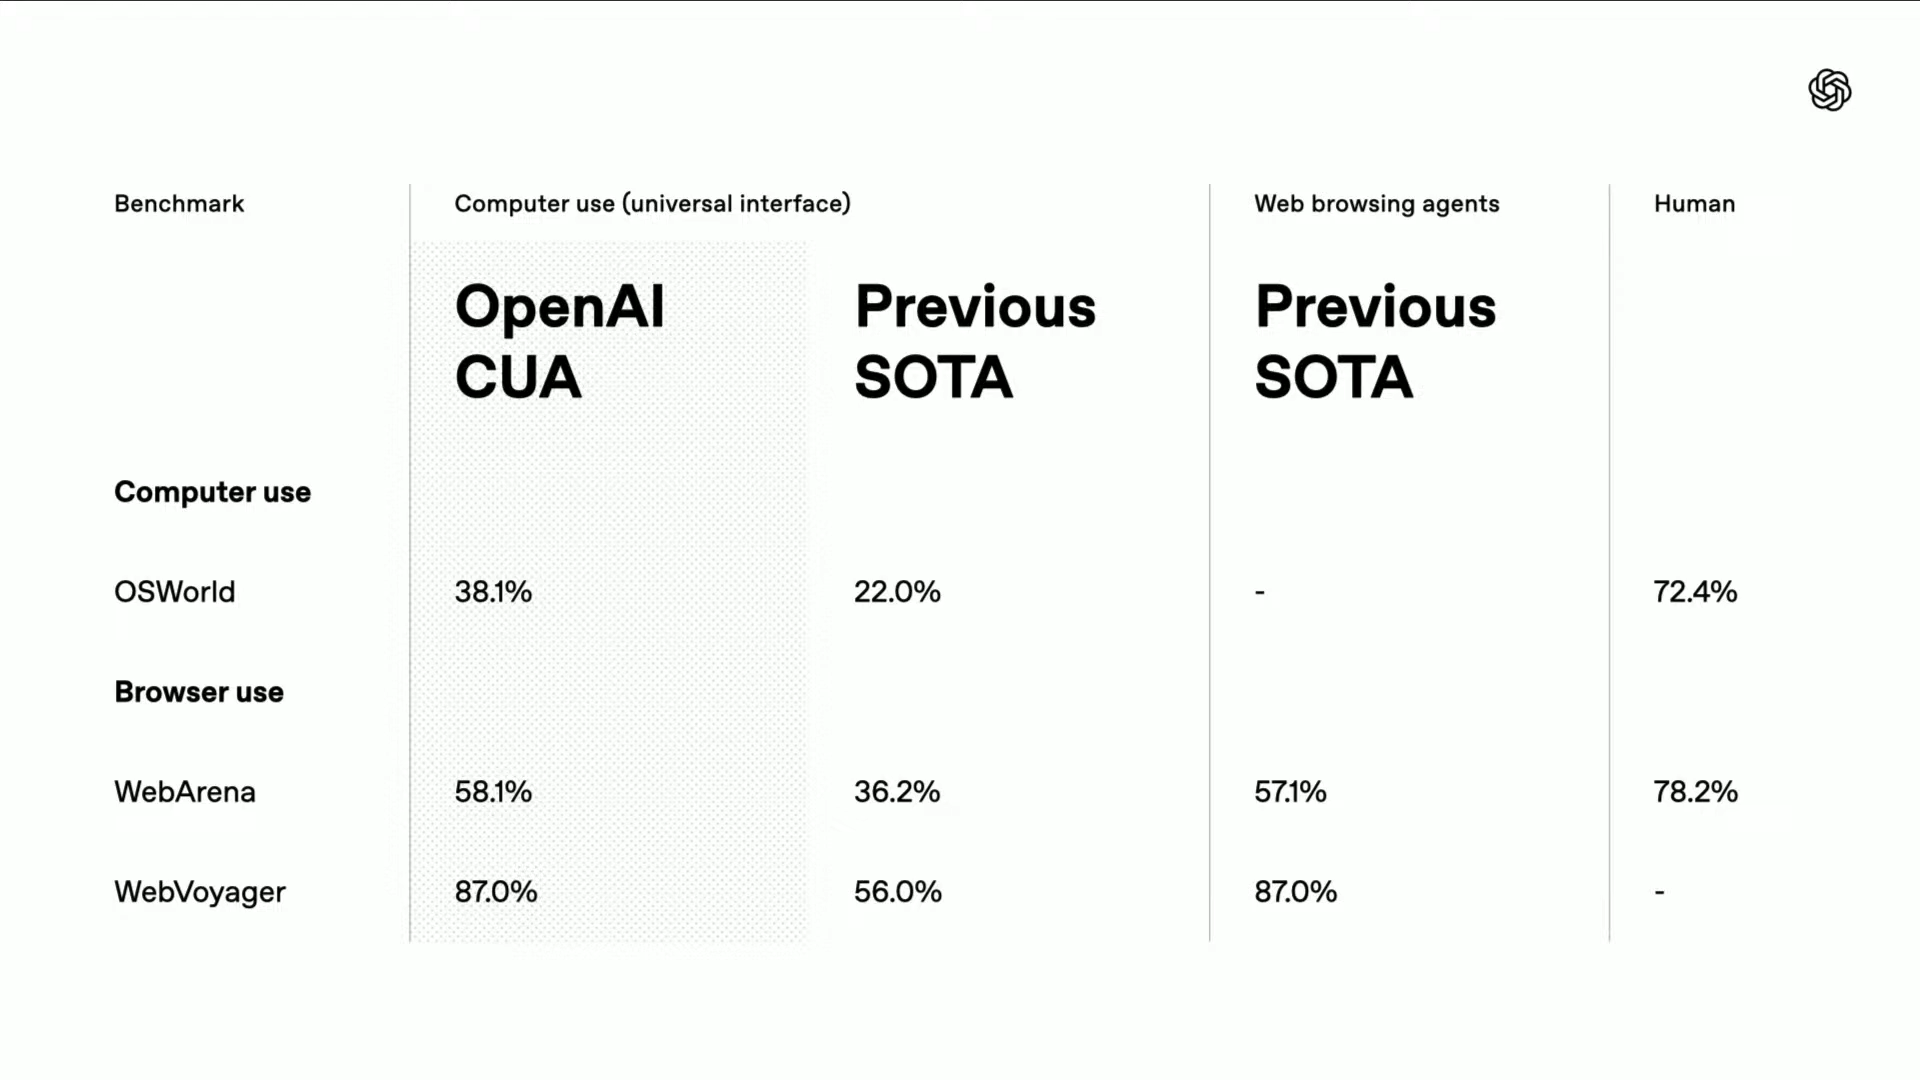 Benchmark Computer use (universal interface) Web browsing agents Human
OpenAI Previous Previous
CUA SOTA SOTA
Computer use
OSWorld 38.1% 22.0% - 72.4%
Browser use
WebArena 58.1% 36.2% 57.1% 78.2%
WebVoyager 87.0% 56.0% 87.0% -